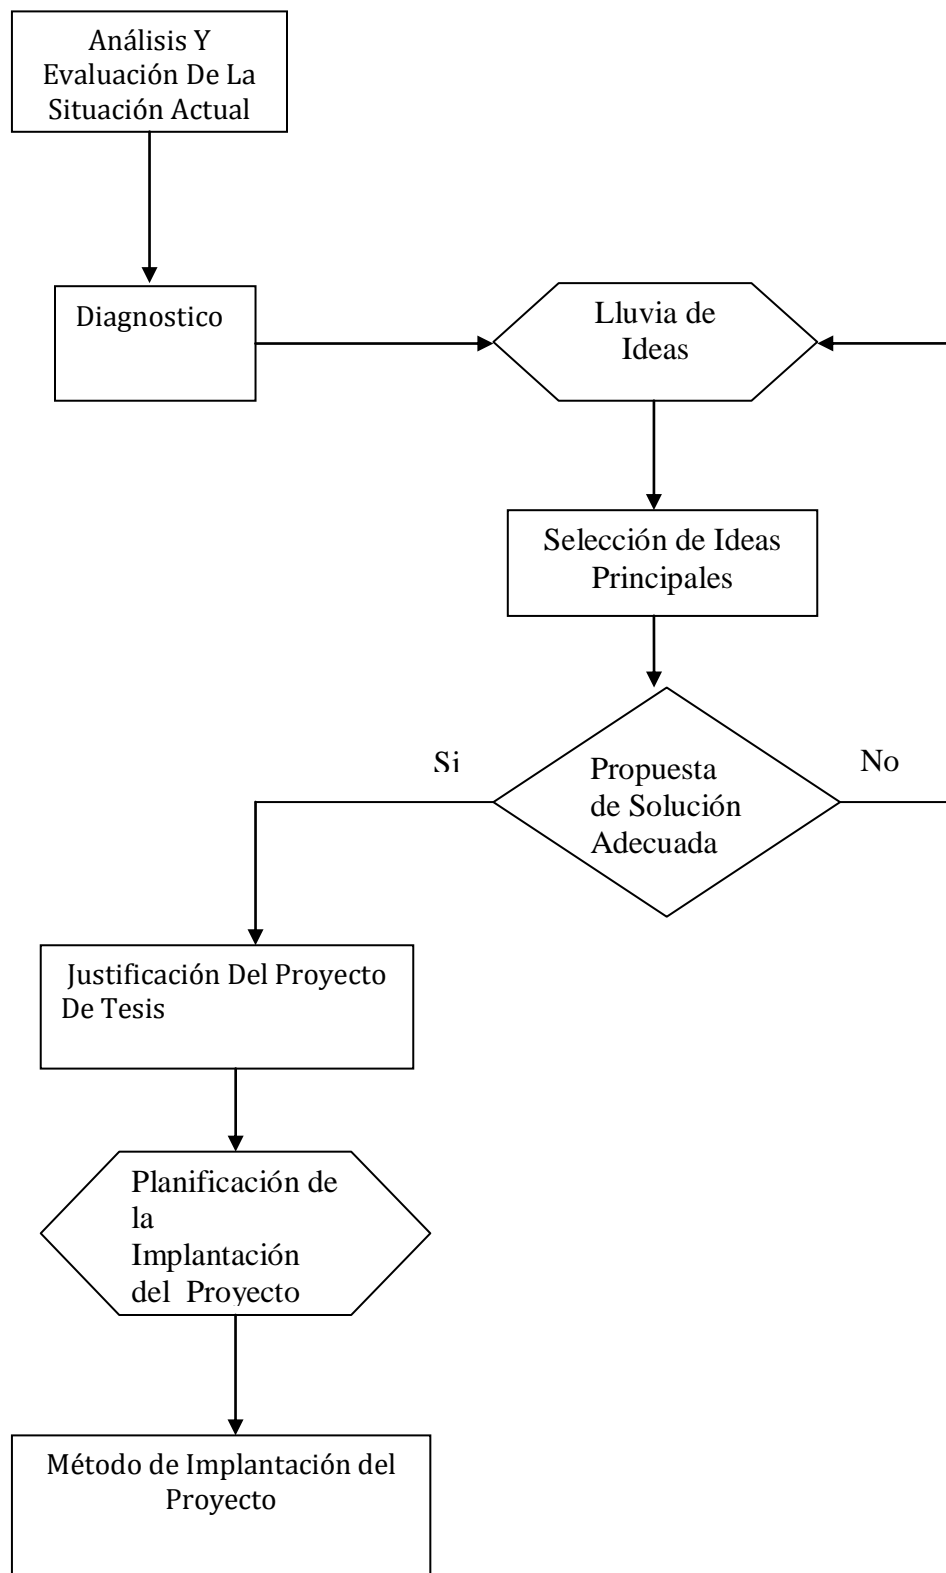 Análisis Y
Evaluación De La
Situación Actual
Diagnostico
Lluvia de
Ideas
Selección de Ideas
Principales
Si
Propuesta
de Solución
Adecuada
No
Justificación Del Proyecto
De Tesis
Planificación de
la
Implantación
del Proyecto
Método de Implantación del
Proyecto